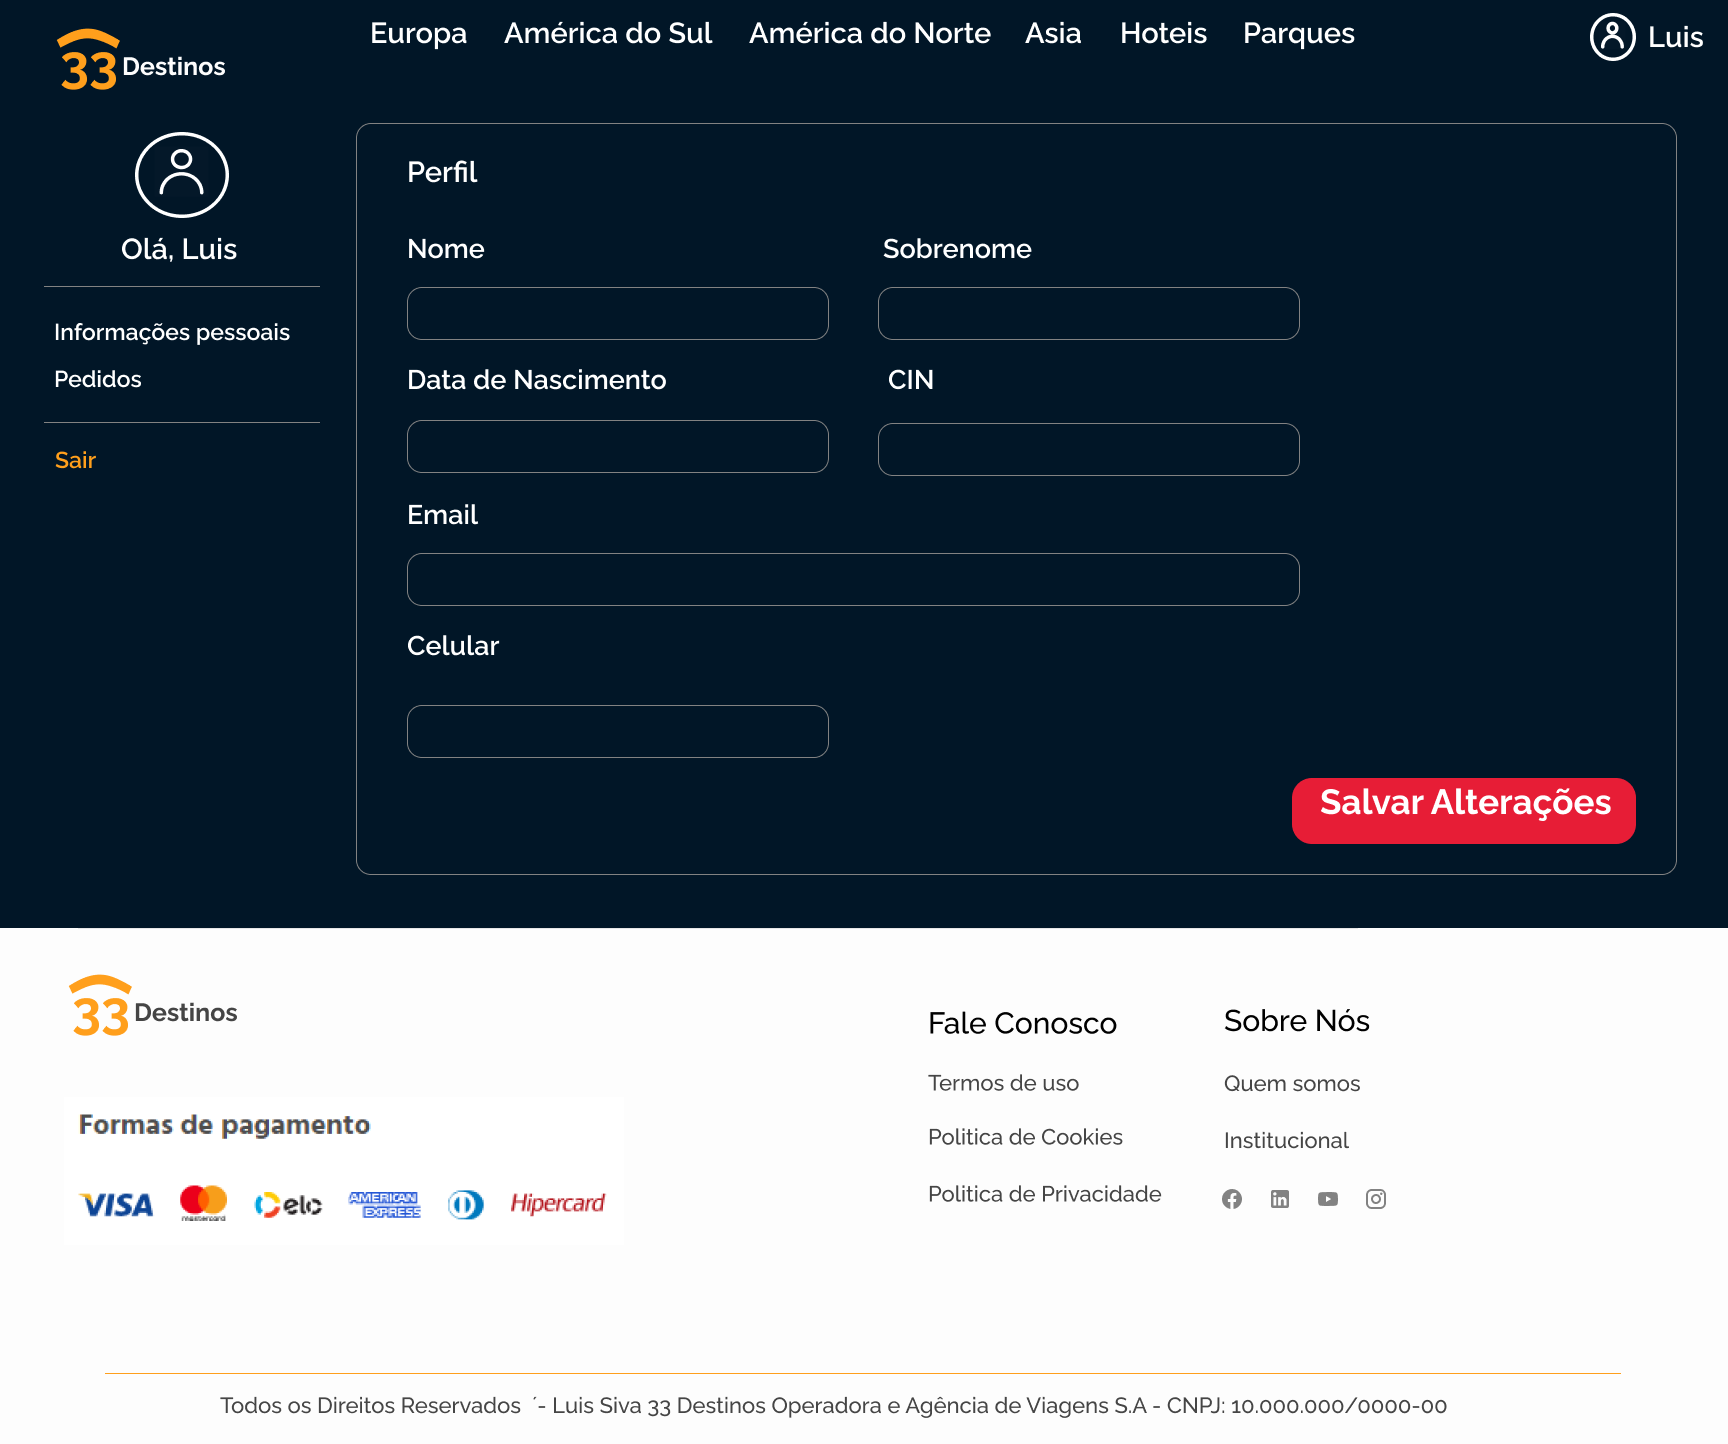 33 Destinos
Europa América do Sul América do Norte Asia Hoteis Parques
Luis
Olá, Luis
Informações pessoais
Pedidos
Sair
Perfil
Nome Sobrenome
Data de Nascimento CIN
Email
Celular
Salvar Alterações
33 Destinos
Formas de pagamento
VISA mastercard elo AMERICAN EXPRESS Hipercard
Fale Conosco
Termos de uso
Politica de Cookies
Politica de Privacidade
Sobre Nós
Quem somos
Institucional
Todos os Direitos Reservados ´- Luis Siva 33 Destinos Operadora e Agência de Viagens S.A - CNPJ: 10.000.000/0000-00